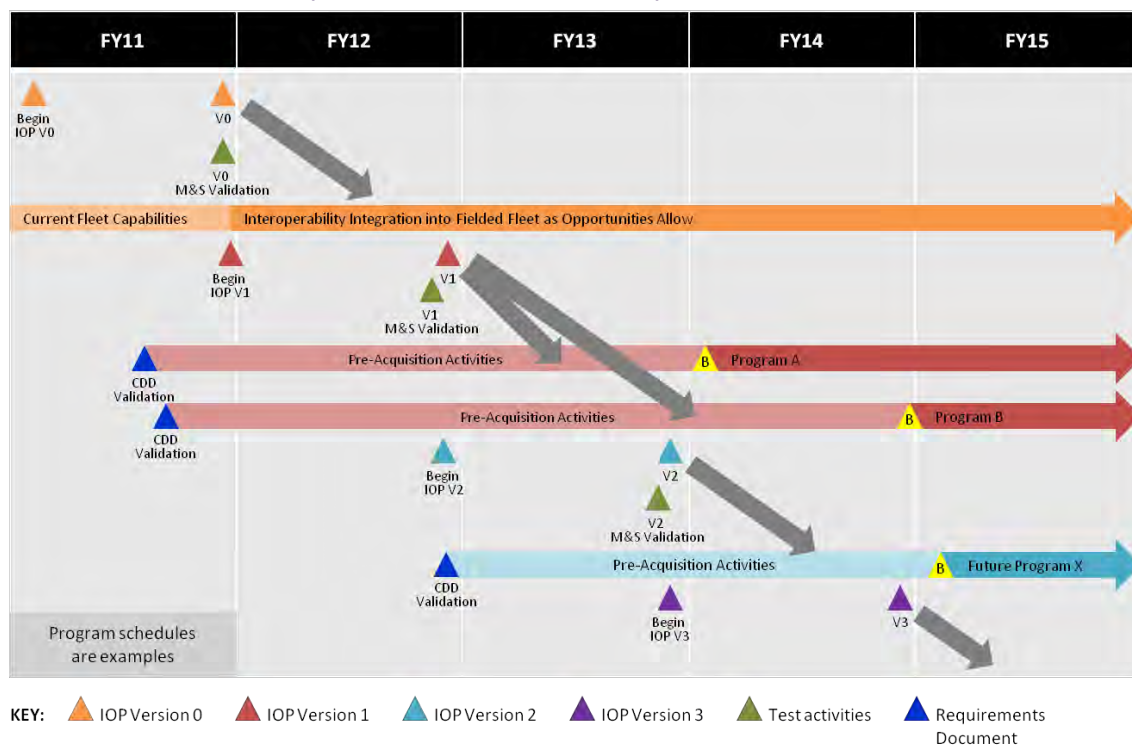 FY11 FY12 FY13 FY14 FY15
Begin
IOP V0
V0
V0
M&S Validation
Current Fleet Capabilities
Interoperability Integration into Fielded Fleet as Opportunities Allow
Begin
IOP V1
V1
V1
M&S Validation
Pre-Acquisition Activities
B
Program A
CDD
Validation
Pre-Acquisition Activities
B
Program B
CDD
Validation
Begin
IOP V2
V2
V2
M&S Validation
Pre-Acquisition Activities
B
Future Program X
CDD
Validation
Begin
IOP V3
V3
Program schedules
are examples
KEY:
IOP Version 0
IOP Version 1
IOP Version 2
IOP Version 3
Test activities
Requirements
Document